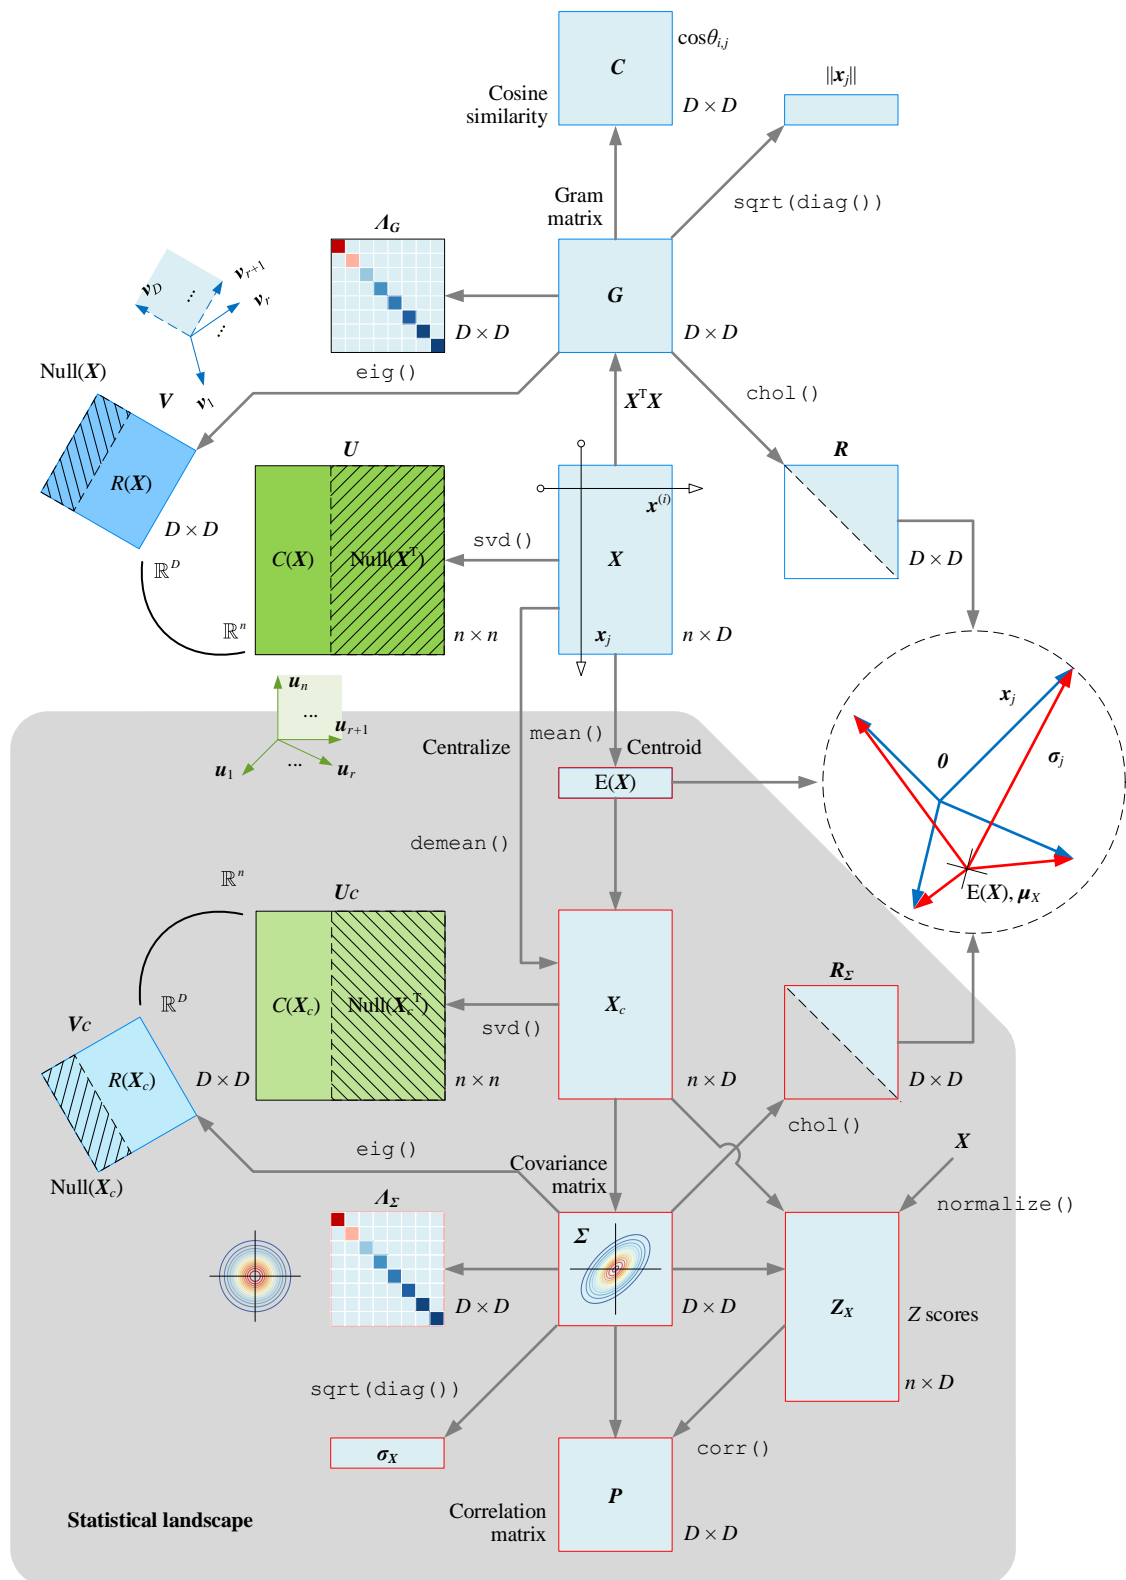 C
cosθi,j
Cosine
similarity
D × D
||xj||
Gram
matrix
sqrt(diag())
ΛG
G
D × D
D × D
vD
...
vr+1
vr
...
v1
eig()
Null(X)
V
R(X)
D × D
XTX
chol()
U
C(X)
Null(XT)
n × n
svd()
x(i)
X
xj
n × D
R
D × D
ℝD
ℝn
un
...
ur+1
u1
...
ur
Centralize
mean()
Centroid
E(X)
xj
0
σj
E(X), μX
demean()
ℝn
ℝD
Uc
C(Xc)
Null(XcT)
n × n
svd()
Xc
n × D
RΣ
D × D
Vc
R(Xc)
D × D
Null(Xc)
eig()
chol()
Covariance
matrix
X
normalize()
ΛΣ
D × D
Σ
D × D
ZX
Z scores
n × D
sqrt(diag())
σX
corr()
P
Correlation
matrix
D × D
Statistical landscape